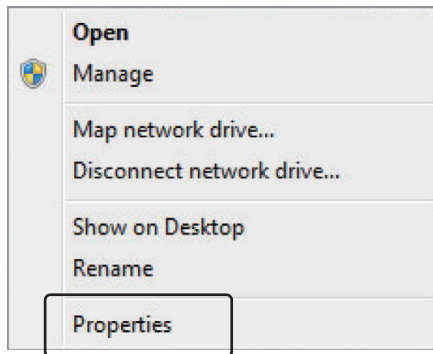 Open
Manage
Map network drive...
Disconnect network drive...
Show on Desktop
Rename
Properties